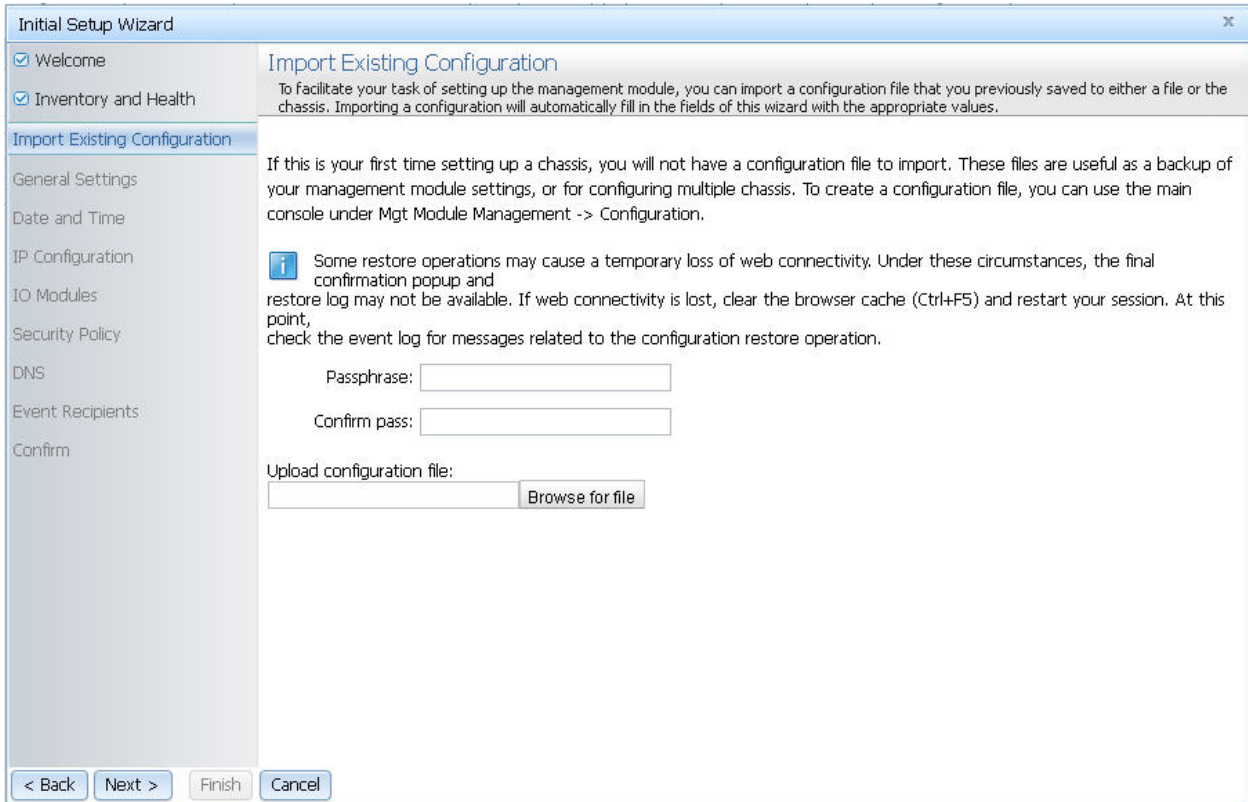 Initial Setup Wizard
x
Welcome
Inventory and Health
Import Existing Configuration
General Settings
Date and Time
IP Configuration
IO Modules
Security Policy
DNS
Event Recipients
Confirm
Import Existing Configuration
To facilitate your task of setting up the management module, you can import a configuration file that you previously saved to either a file or the
chassis. Importing a configuration will automatically fill in the fields of this wizard with the appropriate values.
If this is your first time setting up a chassis, you will not have a configuration file to import. These files are useful as a backup of
your management module settings, or for configuring multiple chassis. To create a configuration file, you can use the main
console under Mgt Module Management -> Configuration.
i
Some restore operations may cause a temporary loss of web connectivity. Under these circumstances, the final
confirmation popup and
restore log may not be available. If web connectivity is lost, clear the browser cache (Ctrl+F5) and restart your session. At this
point,
check the event log for messages related to the configuration restore operation.
Passphrase:
Confirm pass:
Upload configuration file:
Browse for file
< Back Next > Finish Cancel